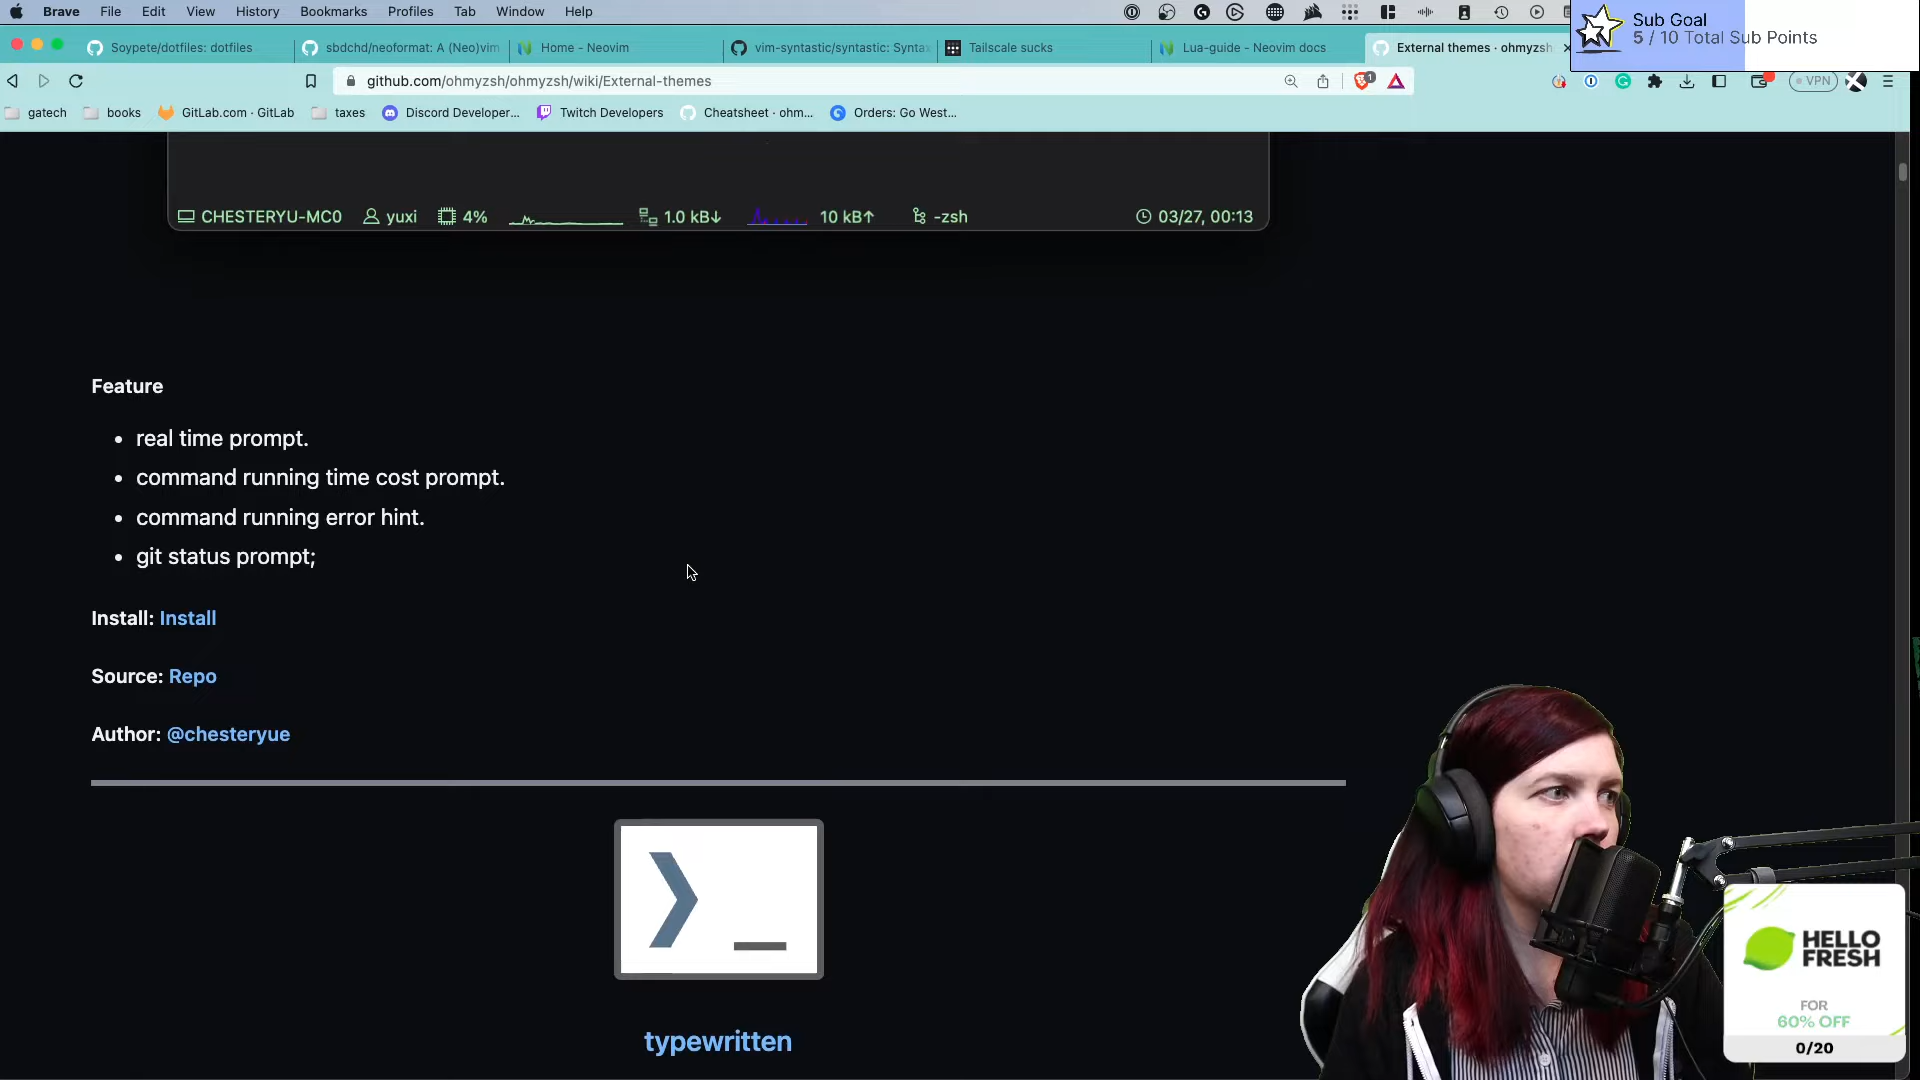 Brave File Edit View History Bookmarks Profiles Tab Window Help
Sub Goal
5 / 10 Total Sub Points
Soypete/dotfiles: dotfiles
sbdchd/neoformat: A (Neo)vim
Home - Neovim
vim-syntastic/syntastic: Synta
Tailscale sucks
Lua-guide - Neovim docs
External themes · ohmyzsh
github.com/ohmyzsh/ohmyzsh/wiki/External-themes
1
VPN
gatech books GitLab.com · GitLab taxes Discord Developer... Twitch Developers Cheatsheet · ohm... Orders: Go West...
CHESTERYU-MC0 yuxi 4% 1.0 kB↓ 10 kB↑ -zsh 03/27, 00:13
Feature
• real time prompt.
• command running time cost prompt.
• command running error hint.
• git status prompt;
Install: Install
Source: Repo
Author: @chesteryue
typewritten
HELLO
FRESH
FOR
60% OFF
0/20